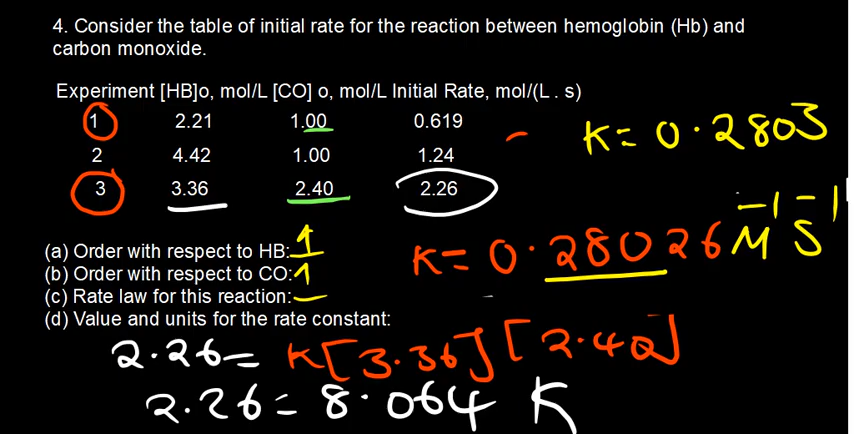 4. Consider the table of initial rate for the reaction between hemoglobin (Hb) and
carbon monoxide.
Experiment [HB]o, mol/L [CO] o, mol/L Initial Rate, mol/(L . s)
1 2.21 1.00 0.619
K = 0.2803
2 4.42 1.00 1.24
3 3.36 2.40 2.26
(a) Order with respect to HB: 1
K = 0.28026 M⁻¹ S⁻¹
(b) Order with respect to CO: 1
(c) Rate law for this reaction:
(d) Value and units for the rate constant:
2.26 = K[3.36][2.40]
2.26 = 8.064 K